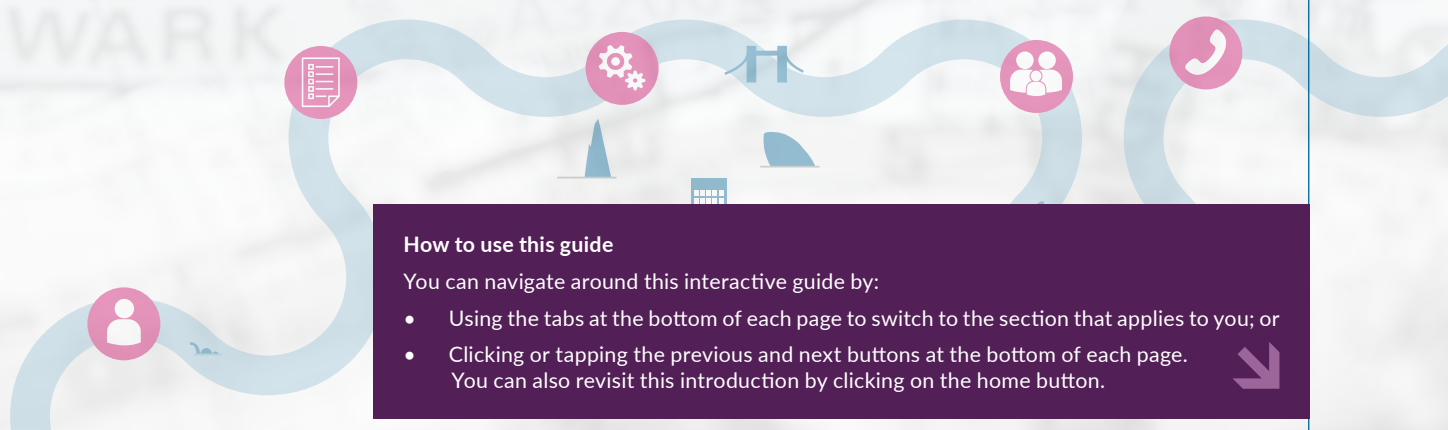 WARK
How to use this guide
You can navigate around this interactive guide by:
• Using the tabs at the bottom of each page to switch to the section that applies to you; or
• Clicking or tapping the previous and next buttons at the bottom of each page.
You can also revisit this introduction by clicking on the home button.